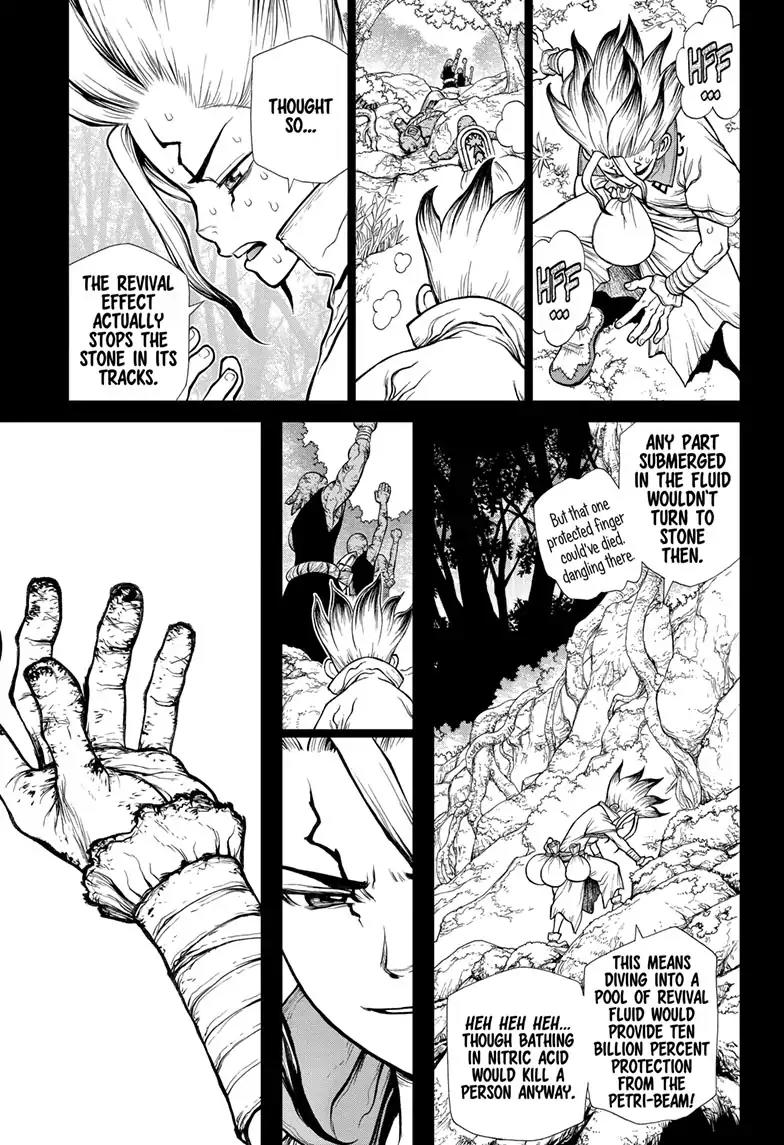 HFF
...
HFF
...
THOUGHT
SO...
THE REVIVAL
EFFECT
ACTUALLY
STOPS THE
STONE IN ITS
TRACKS.
ANY PART
SUBMERGED
IN THE FLUID
WOULDN'T
TURN TO
STONE
THEN.
But that one
protected finger
could've died,
dangling there.
THIS MEANS
DIVING INTO A
POOL OF REVIVAL
FLUID WOULD
PROVIDE TEN
BILLION PERCENT
PROTECTION
FROM THE
PETRI-BEAM!
HEH HEH HEH...
THOUGH BATHING
IN NITRIC ACID
WOULD KILL A
PERSON ANYWAY.